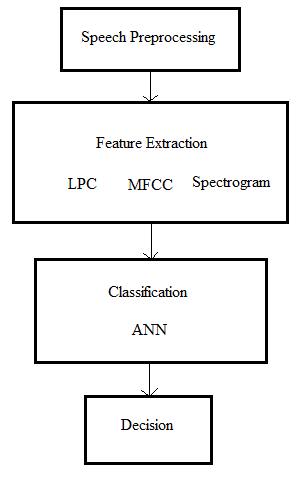 Speech Preprocessing
Feature Extraction
LPC MFCC Spectrogram
Classification
ANN
Decision